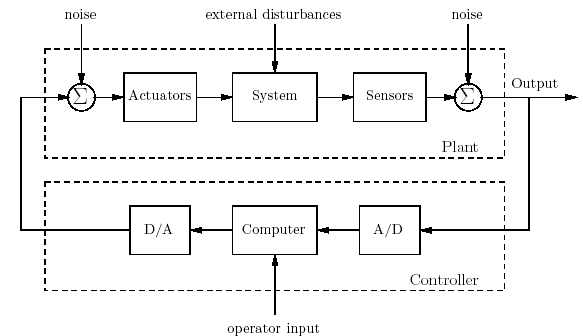 noise
external disturbances
noise
Σ
Actuators
System
Sensors
Σ
Output
Plant
D/A
Computer
A/D
Controller
operator input